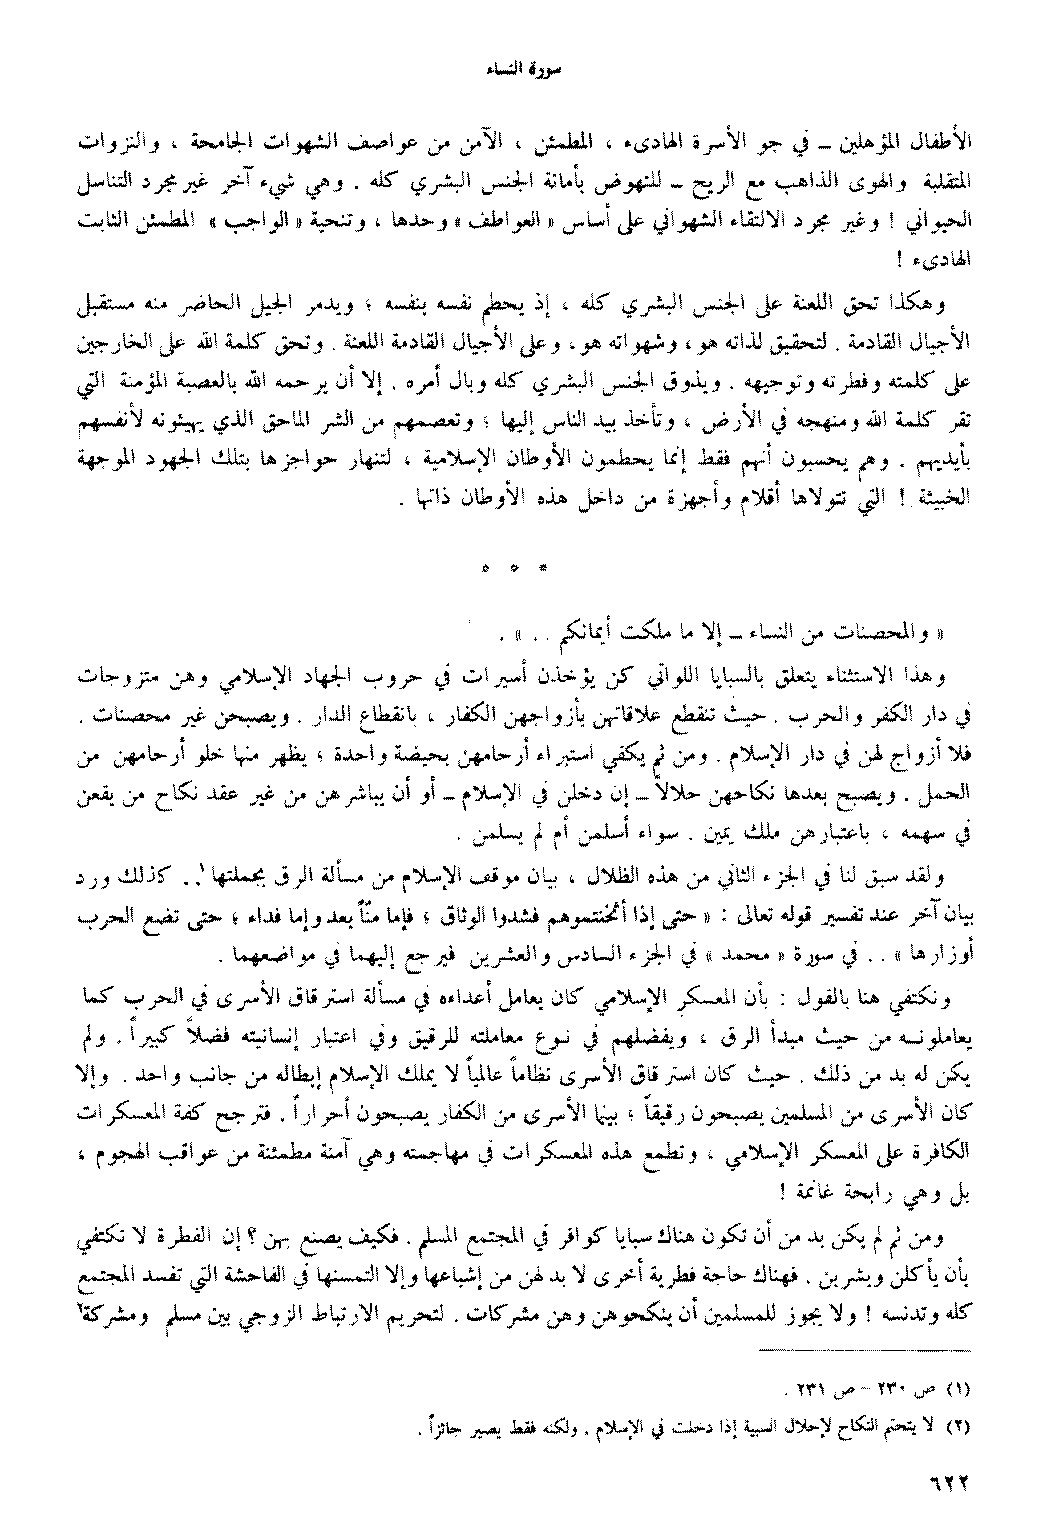 سورة النساء
الأطفال المؤهلين ــ في جو الأسرة الهادىء ، المطمئن ، الآمن من عواصف الشهوات الجامحة ، والنزوات
المتقلبة والهوى الذاهب مع الريح ــ للنهوض بأمانة الجنس البشري كله . وهي شيء آخر غير مجرد التناسل
الحيواني ! وغير مجرد الالتقاء الشهواني على أساس « العواطف » وحدها ، وتنحية « الواجب » المطمئن الثابت
الهادىء !
وهكذا تحق اللعنة على الجنس البشري كله ، إذ يحطم نفسه بنفسه ؛ ويدمر الجيل الحاضر منه مستقبل
الأجيال القادمة . لتحقيق لذاته هو ، وشهواته هو ، وعلى الأجيال القادمة اللعنة . وتحق كلمة الله على الخارجين
على كلمته وفطرته وتوجيهه . ويذوق الجنس البشري كله وبال أمره . إلا أن يرحمه الله بالعصبة المؤمنة التي
تقر كلمة الله ومنهجه في الأرض ، وتأخذ بيد الناس إليها ؛ وتعصمهم من الشر الماحق الذي يهيئونه لأنفسهم
بأيديهم . وهم يحسبون أنهم فقط إنما يحطمون الأوطان الإسلامية ، لتنهار حواجزها بتلك الجهود الموجهة
الخبيثة ! التي تتولاها أقلام وأجهزة من داخل هذه الأوطان ذاتها .
* * *
« والمحصنات من النساء ــ إلا ما ملكت أيمانكم .. » .
وهذا الاستثناء يتعلق بالسبايا اللواتي كن يؤخذن أسيرات في حروب الجهاد الإسلامي وهن متزوجات
في دار الكفر والحرب . حيث تنقطع علاقاتهن بأزواجهن الكفار ، بانقطاع الدار . ويصبحن غير محصنات .
فلا أزواج لهن في دار الإسلام . ومن ثم يكفي استبراء أرحامهن بحيضة واحدة ؛ يظهر منها خلو أرحامهن من
الحمل . ويصبح بعدها نكاحهن حلالاً ــ إن دخلن في الإسلام ــ أو أن يباشرهن من غير عقد نكاح من يقعن
في سهمه ، باعتبارهن ملك يمين . سواء أسلمن أم لم يسلمن .
ولقد سبق لنا في الجزء الثاني من هذه الظلال ، بيان موقف الإسلام من مسألة الرق بجملتها ١.. كذلك ورد
بيان آخر عند تفسير قوله تعالى : « حتى إذا أثخنتموهم فشدوا الوثاق ؛ فإما منّاً بعد وإما فداء ؛ حتى تضع الحرب
أوزارها » .. في سورة « محمد » في الجزء السادس والعشرين فيرجع إليهما في مواضعهما .
ونكتفي هنا بالقول : بأن المعسكر الإسلامي كان يعامل أعداءه في مسألة استرقاق الأسرى في الحرب كما
يعاملونـه من حيث مبدأ الرق ، ويفضلهم في نـوع معاملته للرقيق وفي اعتبار إنسانيته فضلاً كبيراً . ولم
يكن له بد من ذلك . حيث كان استرقاق الأسرى نظاماً عالمياً لا يملك الإسلام إبطاله من جانب واحد . وإلا
كان الأسرى من المسلمين يصبحون رقيقاً ؛ بينما الأسرى من الكفار يصبحون أحراراً . فترجح كفة المعسكرات
الكافرة على المعسكر الإسلامي ، وتطمع هذه المعسكرات في مهاجمته وهي آمنة مطمئنة من عواقب الهجوم ،
بل وهي رابحة غانمة !
ومن ثم لم يكن بد من أن تكون هناك سبايا كوافر في المجتمع المسلم . فكيف يصنع بهن ؟ إن الفطرة لا تكتفي
بأن يأكلن ويشربن . فهناك حاجة فطرية أخرى لا بد لهن من إشباعها وإلا التمسنها في الفاحشة التي تفسد المجتمع
كله وتدنسه ! ولا يجوز للمسلمين أن ينكحوهن وهن مشركات . لتحريم الارتباط الزوجي بين مسلم ومشركة٢
(١) ص ٢٣٠ - ص ٢٣١ .
(٢) لا يتحتم النكاح لإحلال السبية إذا دخلت في الإسلام . ولكنه فقط يصير جائزاً .
٦٢٢